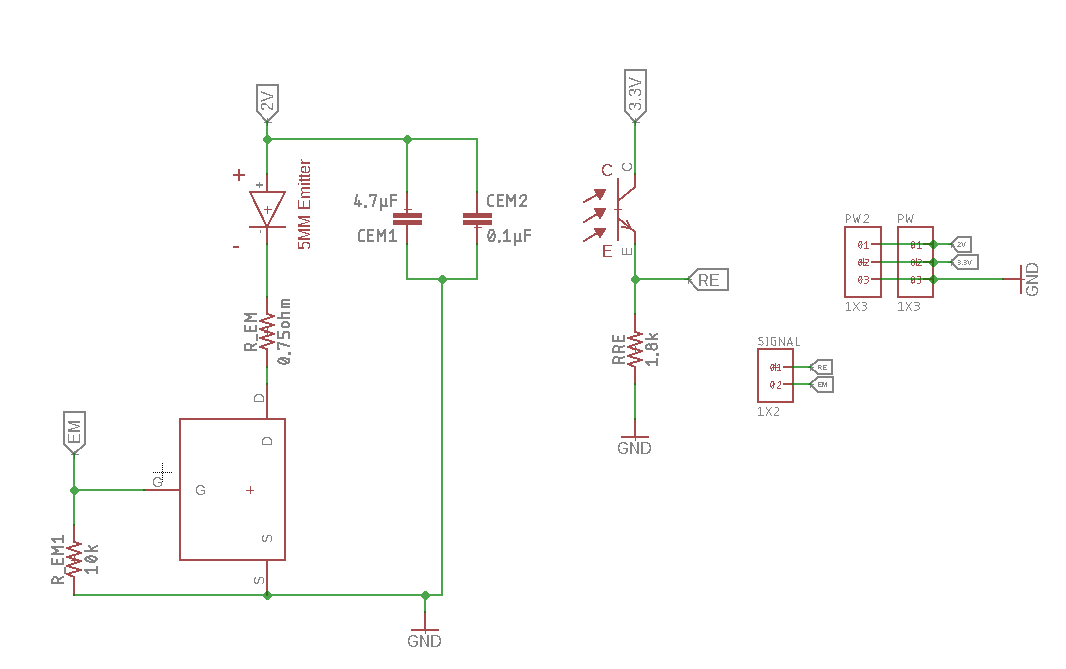 2V
+
+
-
-
5MM Emitter
4.7µF
CEM1
CEM2
0.1µF
R_EM
0.75ohm
D
D
G
G
+
S
S
EM
R_EM1
10k
GND
3.3V
C
C
E
E
RE
RRE
1.8k
GND
PW2
PW
01
01
2V
02
02
3.3V
03
03
GND
1X3
1X3
SIGNAL
01
RE
02
EM
1X2